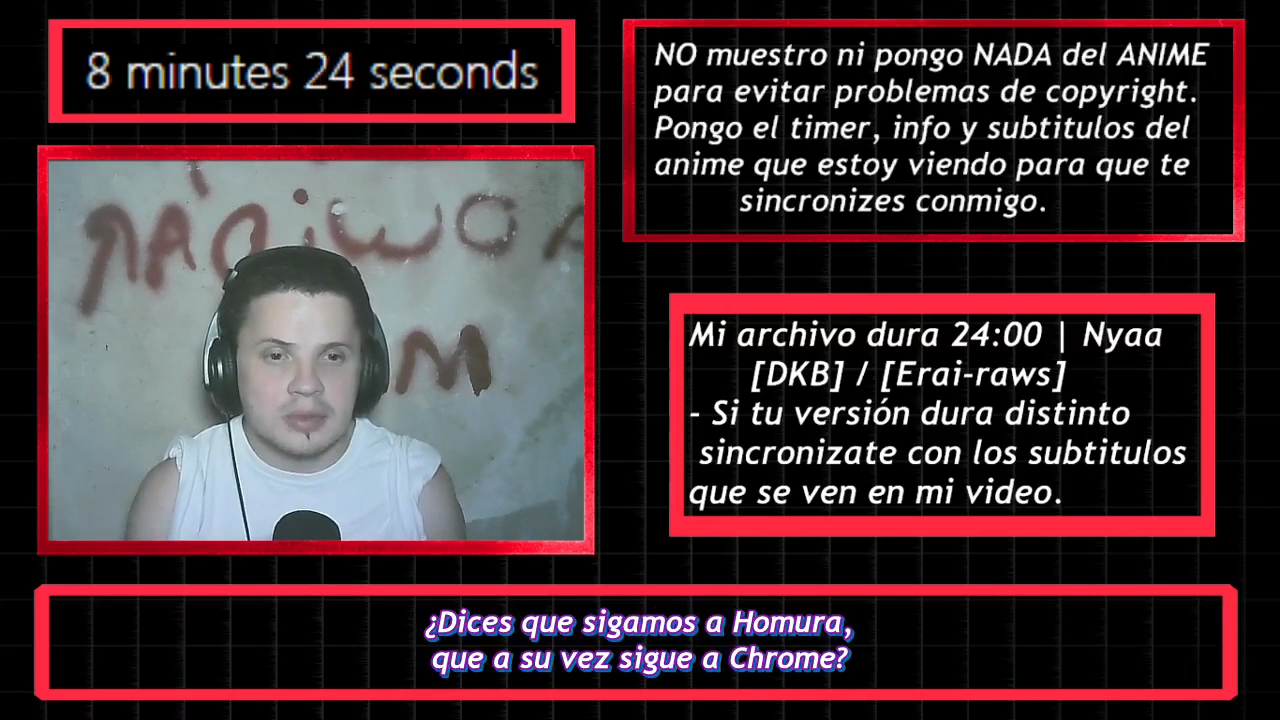 8 minutes 24 seconds
NO muestro ni pongo NADA del ANIME
para evitar problemas de copyright.
Pongo el timer, info y subtitulos del
anime que estoy viendo para que te
sincronizes conmigo.
Mi archivo dura 24:00 | Nyaa
[DKB] / [Erai-raws]
- Si tu versión dura distinto
sincronizate con los subtitulos
que se ven en mi video.
¿Dices que sigamos a Homura,
que a su vez sigue a Chrome?